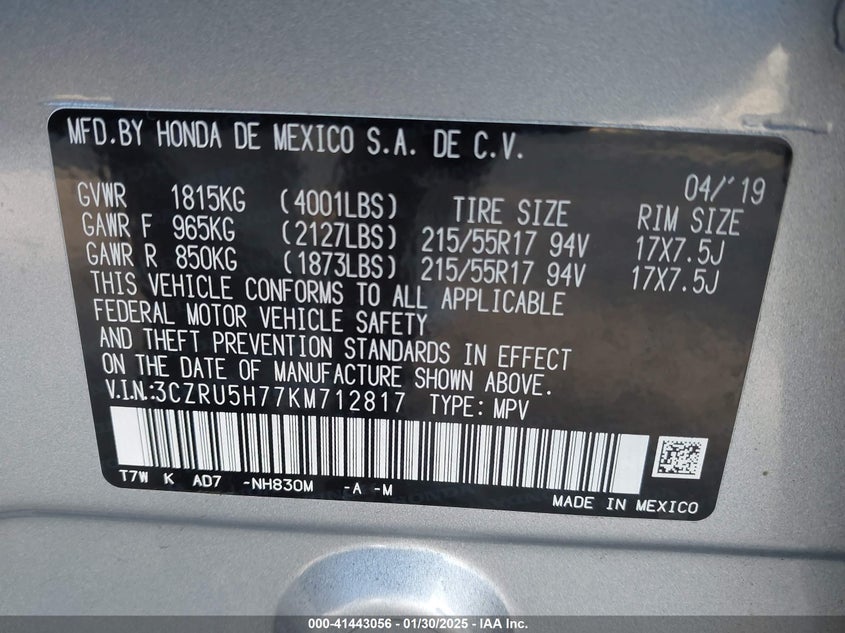 MFD.BY HONDA DE MEXICO S.A. DE C.V.
04/'19
GVWR 1815KG (4001LBS) TIRE SIZE RIM SIZE
GAWR F 965KG (2127LBS) 215/55R17 94V 17X7.5J
GAWR R 850KG (1873LBS) 215/55R17 94V 17X7.5J
THIS VEHICLE CONFORMS TO ALL APPLICABLE
FEDERAL MOTOR VEHICLE SAFETY
AND THEFT PREVENTION STANDARDS IN EFFECT
ON THE DATE OF MANUFACTURE SHOWN ABOVE.
V.I.N.:3CZRU5H77KM712817 TYPE: MPV
T7W K AD7 -NH830M -A -M
MADE IN MEXICO
000-41443056 — 01/30/2025 — IAA Inc.